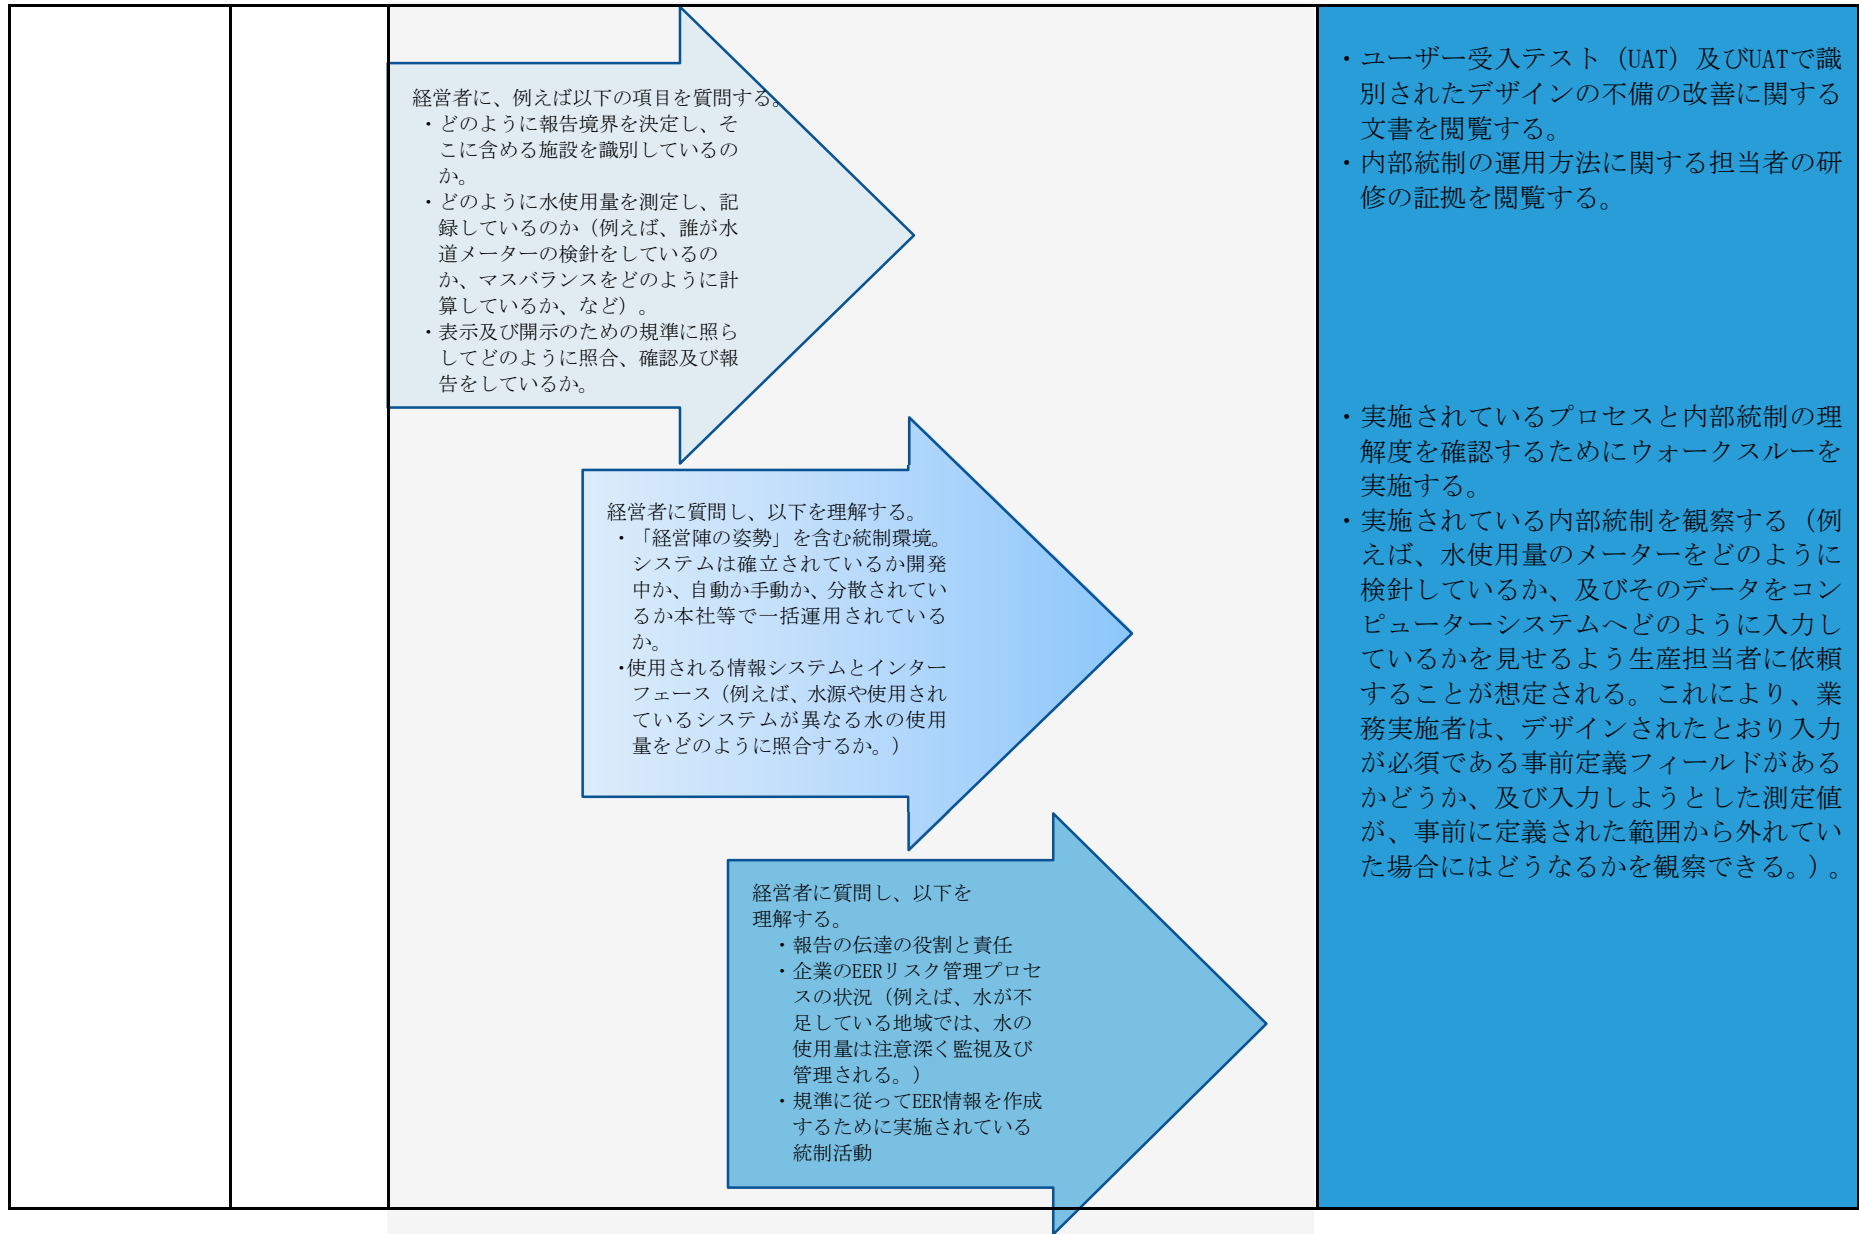 経営者に、例えば以下の項目を質問する。
・どのように報告境界を決定し、そ
こに含める施設を識別しているの
か。
・どのように水使用量を測定し、記
録しているのか（例えば、誰が水
道メーターの検針をしているの
か、マスバランスをどのように計
算しているか、など）。
・表示及び開示のための規準に照ら
してどのように照合、確認及び報
告をしているか。
経営者に質問し、以下を理解する。
・「経営陣の姿勢」を含む統制環境。
システムは確立されているか開発
中か、自動か手動か、分散されてい
るか本社等で一括運用されている
か。
・使用される情報システムとインター
フェース（例えば、水源や使用され
ているシステムが異なる水の使用
量をどのように照合するか。）
経営者に質問し、以下を
理解する。
・報告の伝達の役割と責任
・企業のEERリスク管理プロセ
スの状況（例えば、水が不
足している地域では、水の
使用量は注意深く監視及び
管理される。）
・規準に従ってEER情報を作成
するために実施されている
統制活動
・ユーザー受入テスト（UAT）及びUATで識
別されたデザインの不備の改善に関する
文書を閲覧する。
・内部統制の運用方法に関する担当者の研
修の証拠を閲覧する。
・実施されているプロセスと内部統制の理
解度を確認するためにウォークスルーを
実施する。
・実施されている内部統制を観察する（例
えば、水使用量のメーターをどのように
検針しているか、及びそのデータをコン
ピューターシステムへどのように入力し
ているかを見せるよう生産担当者に依頼
することが想定される。これにより、業
務実施者は、デザインされたとおり入力
が必須である事前定義フィールドがある
かどうか、及び入力しようとした測定値
が、事前に定義された範囲から外れてい
た場合にはどうなるかを観察できる。）。